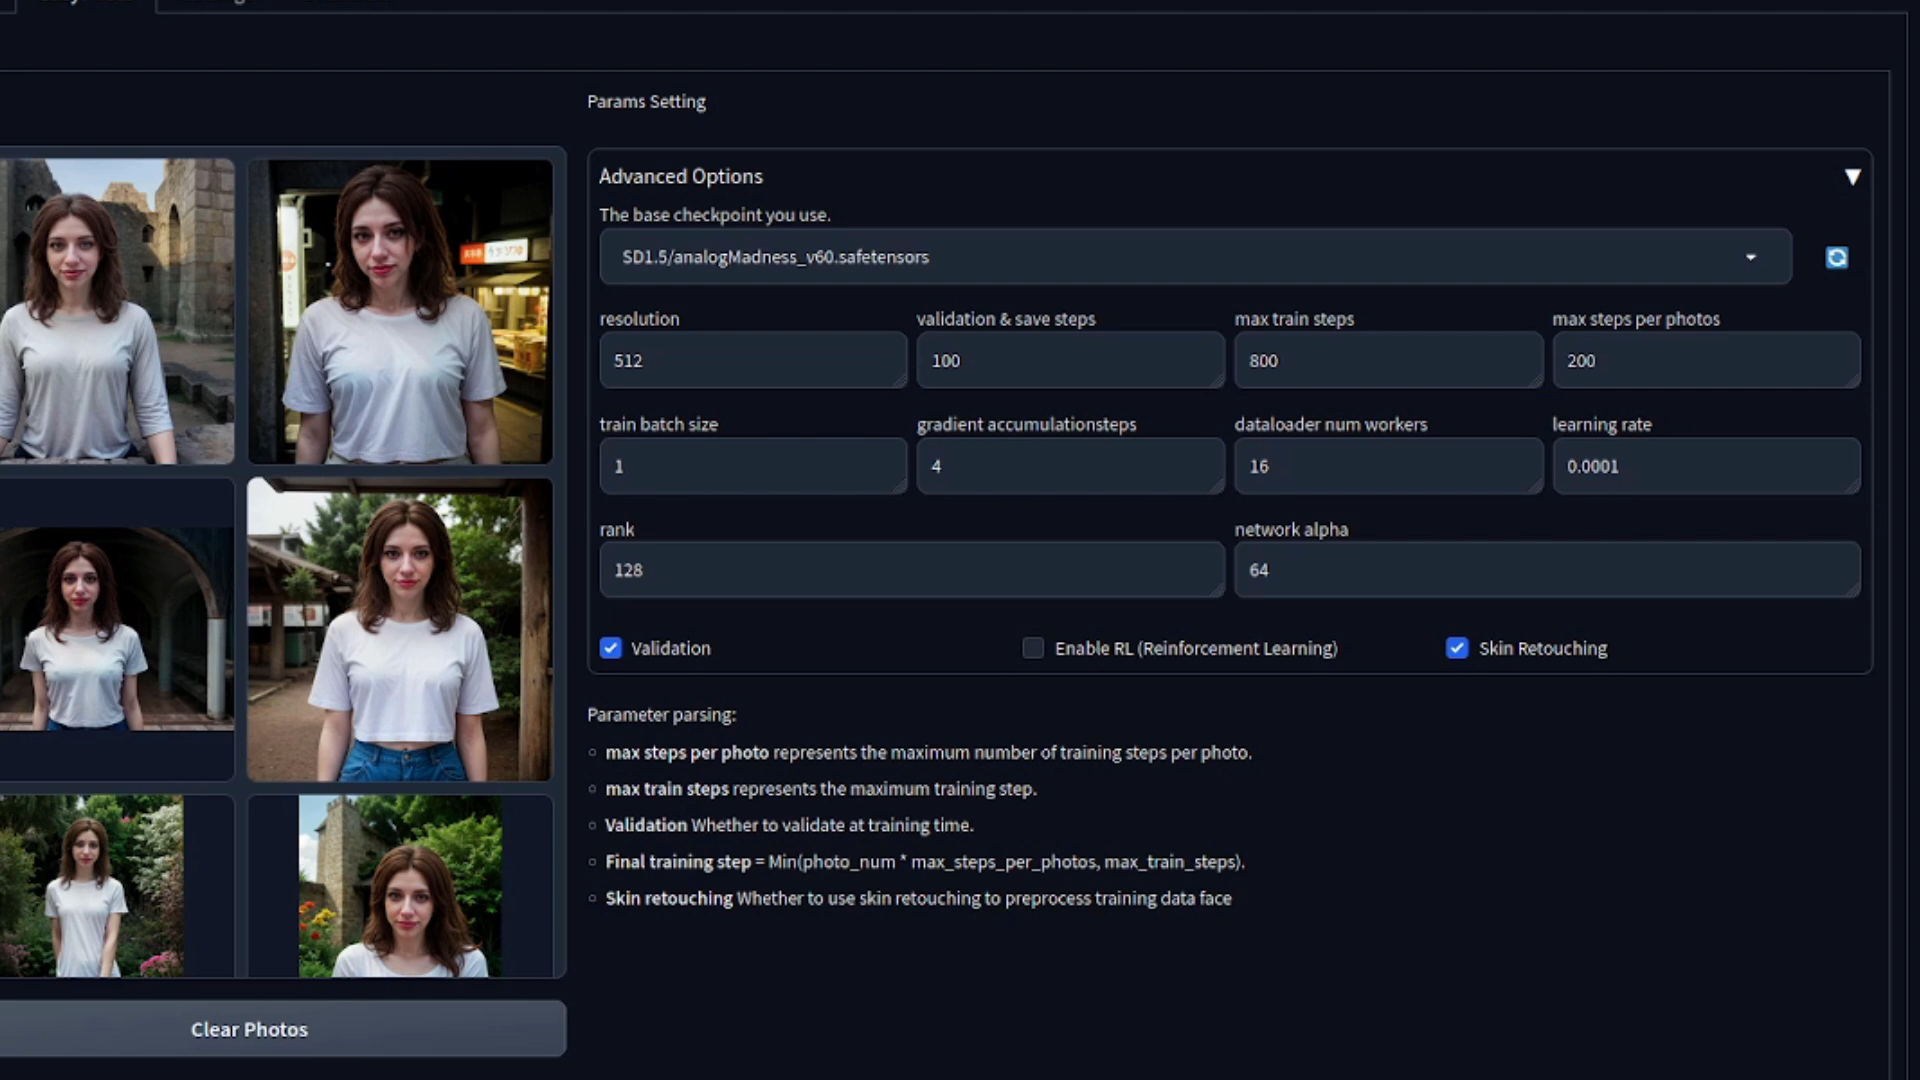 Params Setting
Advanced Options
The base checkpoint you use.
SD1.5/analogMadness_v60.safetensors
resolution
validation & save steps
max train steps
max steps per photos
512
100
800
200
train batch size
gradient accumulationsteps
dataloader num workers
learning rate
1
4
16
0.0001
rank
network alpha
128
64
Validation
Enable RL (Reinforcement Learning)
Skin Retouching
Parameter parsing:
max steps per photo represents the maximum number of training steps per photo.
max train steps represents the maximum training step.
Validation Whether to validate at training time.
Final training step = Min(photo_num * max_steps_per_photos, max_train_steps).
Skin retouching Whether to use skin retouching to preprocess training data face
Clear Photos